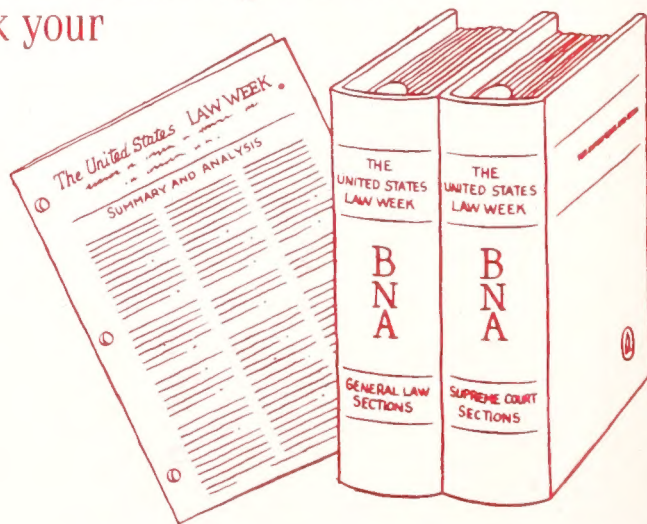 k your
The United States LAW WEEK
SUMMARY AND ANALYSIS
THE
UNITED STATES
LAW WEEK
B
N
A
GENERAL LAW
SECTIONS
THE
UNITED STATES
LAW WEEK
B
N
A
SUPREME COURT
SECTIONS